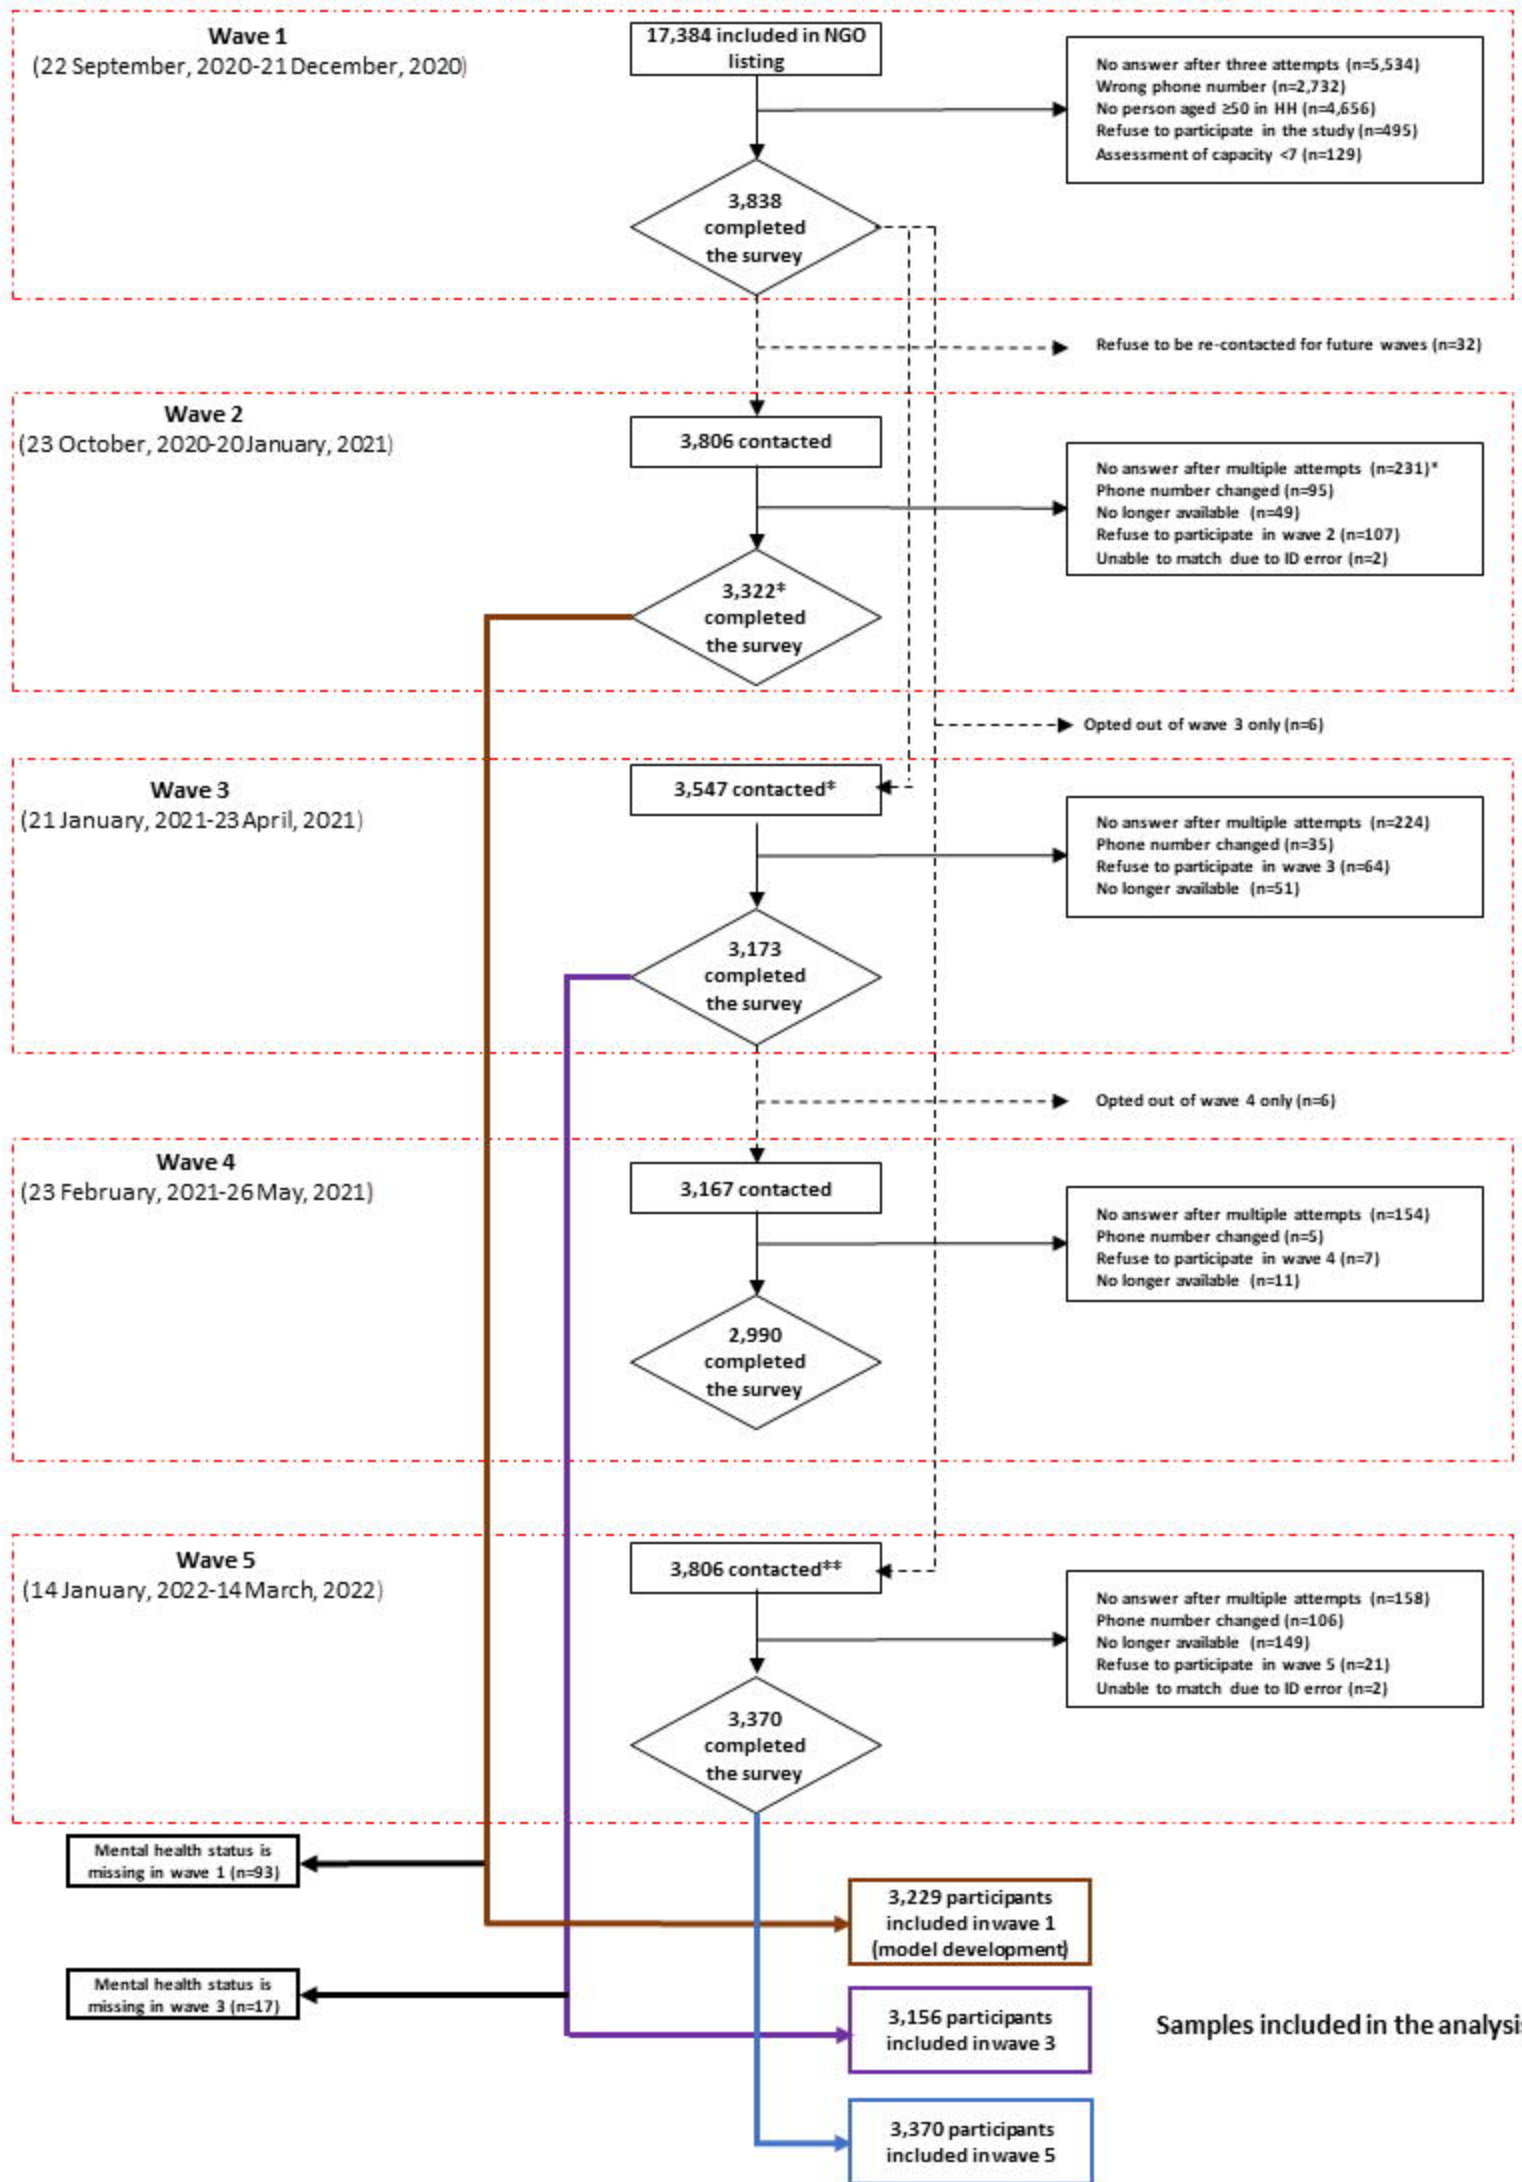 Wave 1
(22 September, 2020-21 December, 2020)
17,384 included in NGO
listing
No answer after three attempts (n=5,534)
Wrong phone number (n=2,732)
No person aged ≥50 in HH (n=4,656)
Refuse to participate in the study (n=495)
Assessment of capacity <7 (n=129)
3,838
completed
the survey
Refuse to be re-contacted for future waves (n=32)
Wave 2
(23 October, 2020-20 January, 2021)
3,806 contacted
No answer after multiple attempts (n=231)*
Phone number changed (n=95)
No longer available (n=49)
Refuse to participate in wave 2 (n=107)
Unable to match due to ID error (n=2)
3,322*
completed
the survey
Opted out of wave 3 only (n=6)
Wave 3
(21 January, 2021-23 April, 2021)
3,547 contacted*
No answer after multiple attempts (n=224)
Phone number changed (n=35)
Refuse to participate in wave 3 (n=64)
No longer available (n=51)
3,173
completed
the survey
Opted out of wave 4 only (n=6)
Wave 4
(23 February, 2021-26 May, 2021)
3,167 contacted
No answer after multiple attempts (n=154)
Phone number changed (n=5)
Refuse to participate in wave 4 (n=7)
No longer available (n=11)
2,990
completed
the survey
Wave 5
(14 January, 2022-14 March, 2022)
3,806 contacted**
No answer after multiple attempts (n=158)
Phone number changed (n=106)
No longer available (n=149)
Refuse to participate in wave 5 (n=21)
Unable to match due to ID error (n=2)
3,370
completed
the survey
Mental health status is
missing in wave 1 (n=93)
3,229 participants
included in wave 1
(model development)
Mental health status is
missing in wave 3 (n=17)
3,156 participants
included in wave 3
Samples included in the analysis
3,370 participants
included in wave 5